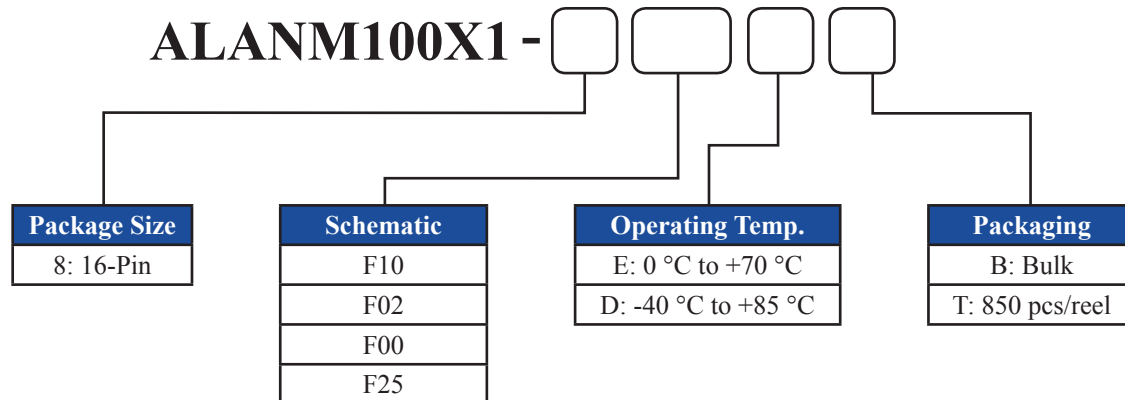 ALANM100X1 -
Package Size
8: 16-Pin
Schematic
F10
F02
F00
F25
Operating Temp.
E: 0 °C to +70 °C
D: -40 °C to +85 °C
Packaging
B: Bulk
T: 850 pcs/reel